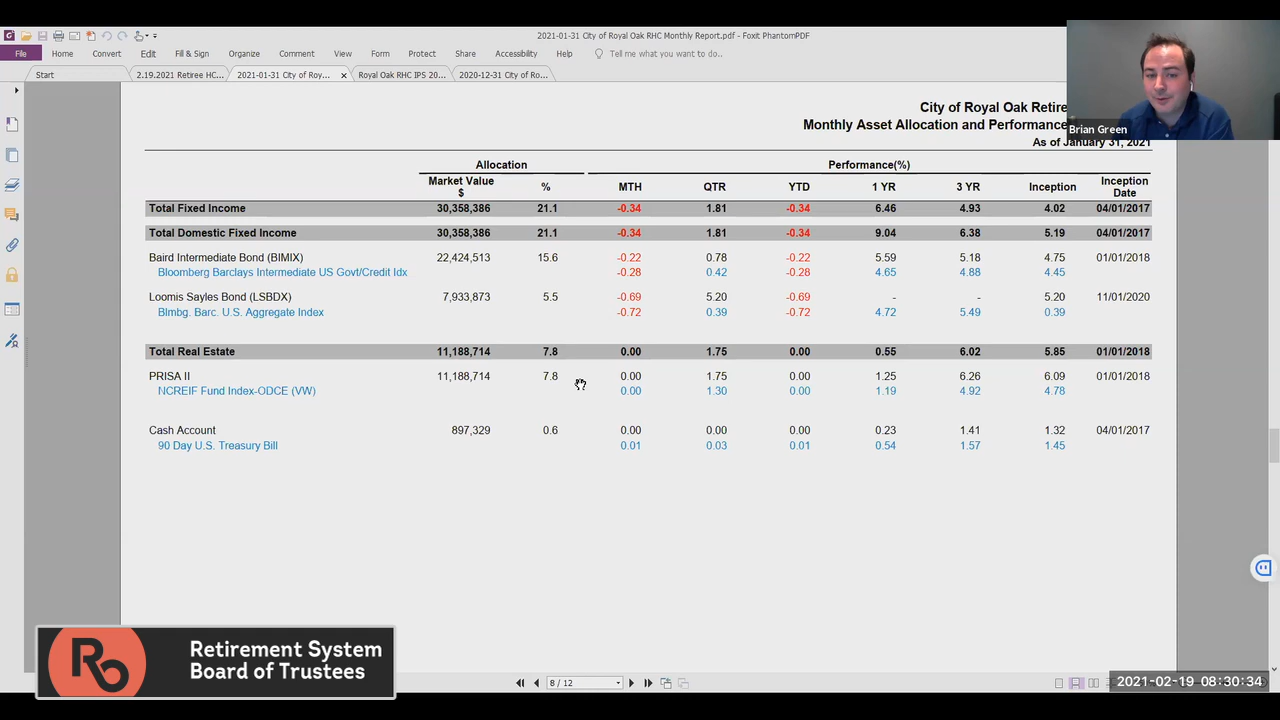 2021-01-31 City of Royal Oak RHC Monthly Report.pdf - Foxit PhantomPDF
File Home Convert Edit Fill & Sign Organize Comment View Form Protect Share Accessibility Help Tell me what you want to do...
Start 2.19.2021 Retiree HC... 2021-01-31 City of Roy... × Royal Oak RHC IPS 20... 2020-12-31 City of Ro...
City of Royal Oak Retire
Monthly Asset Allocation and Performance
As of January 31, 2021
Brian Green
Allocation Performance(%)
Market Value $ % MTH QTR YTD 1 YR 3 YR Inception Inception Date
Total Fixed Income 30,358,386 21.1 -0.34 1.81 -0.34 6.46 4.93 4.02 04/01/2017
Total Domestic Fixed Income 30,358,386 21.1 -0.34 1.81 -0.34 9.04 6.38 5.19 04/01/2017
Baird Intermediate Bond (BIMIX) 22,424,513 15.6 -0.22 0.78 -0.22 5.59 5.18 4.75 01/01/2018
Bloomberg Barclays Intermediate US Govt/Credit Idx -0.28 0.42 -0.28 4.65 4.88 4.45
Loomis Sayles Bond (LSBDX) 7,933,873 5.5 -0.69 5.20 -0.69 - - 5.20 11/01/2020
Blmbg. Barc. U.S. Aggregate Index -0.72 0.39 -0.72 4.72 5.49 0.39
Total Real Estate 11,188,714 7.8 0.00 1.75 0.00 0.55 6.02 5.85 01/01/2018
PRISA II 11,188,714 7.8 0.00 1.75 0.00 1.25 6.26 6.09 01/01/2018
NCREIF Fund Index-ODCE (VW) 0.00 1.30 0.00 1.19 4.92 4.78
Cash Account 897,329 0.6 0.00 0.00 0.00 0.23 1.41 1.32 04/01/2017
90 Day U.S. Treasury Bill 0.01 0.03 0.01 0.54 1.57 1.45
Ro
Retirement System
Board of Trustees
8 / 12
2021-02-19 08:30:34